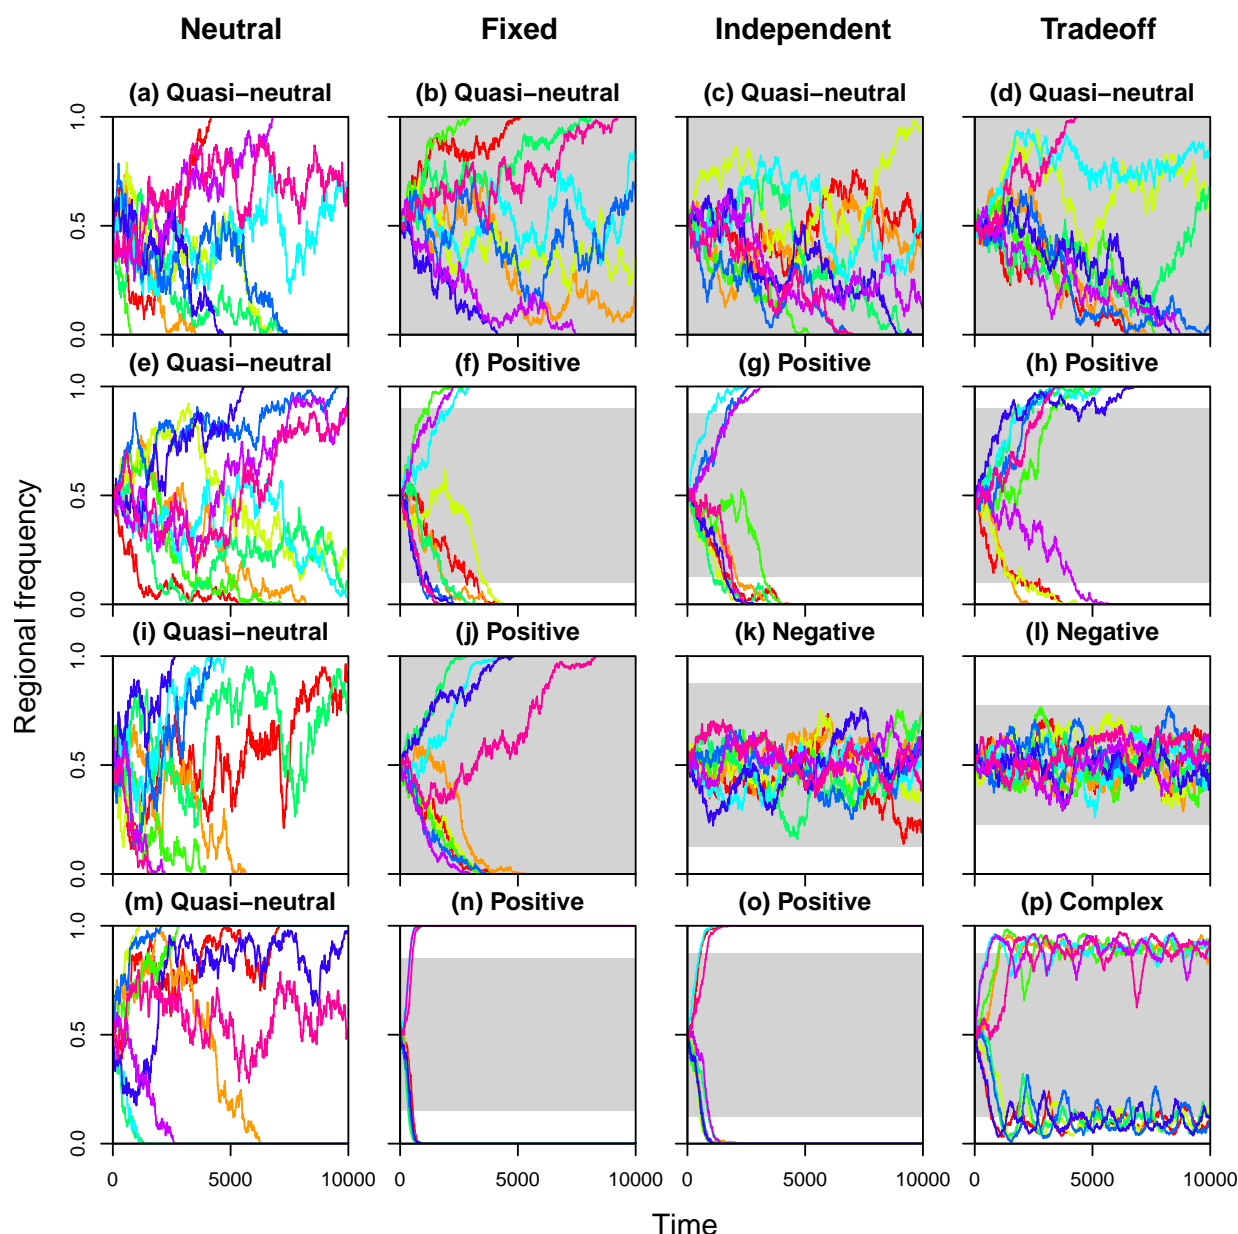 Neutral Fixed Independent Tradeoff
(a) Quasi−neutral (b) Quasi−neutral (c) Quasi−neutral (d) Quasi−neutral
1.0
0.5
0.0
(e) Quasi−neutral (f) Positive (g) Positive (h) Positive
1.0
0.5
0.0
Regional frequency
(i) Quasi−neutral (j) Positive (k) Negative (l) Negative
1.0
0.5
0.0
(m) Quasi−neutral (n) Positive (o) Positive (p) Complex
1.0
0.5
0.0
0 5000 10000 0 5000 10000 0 5000 10000 0 5000 10000
Time